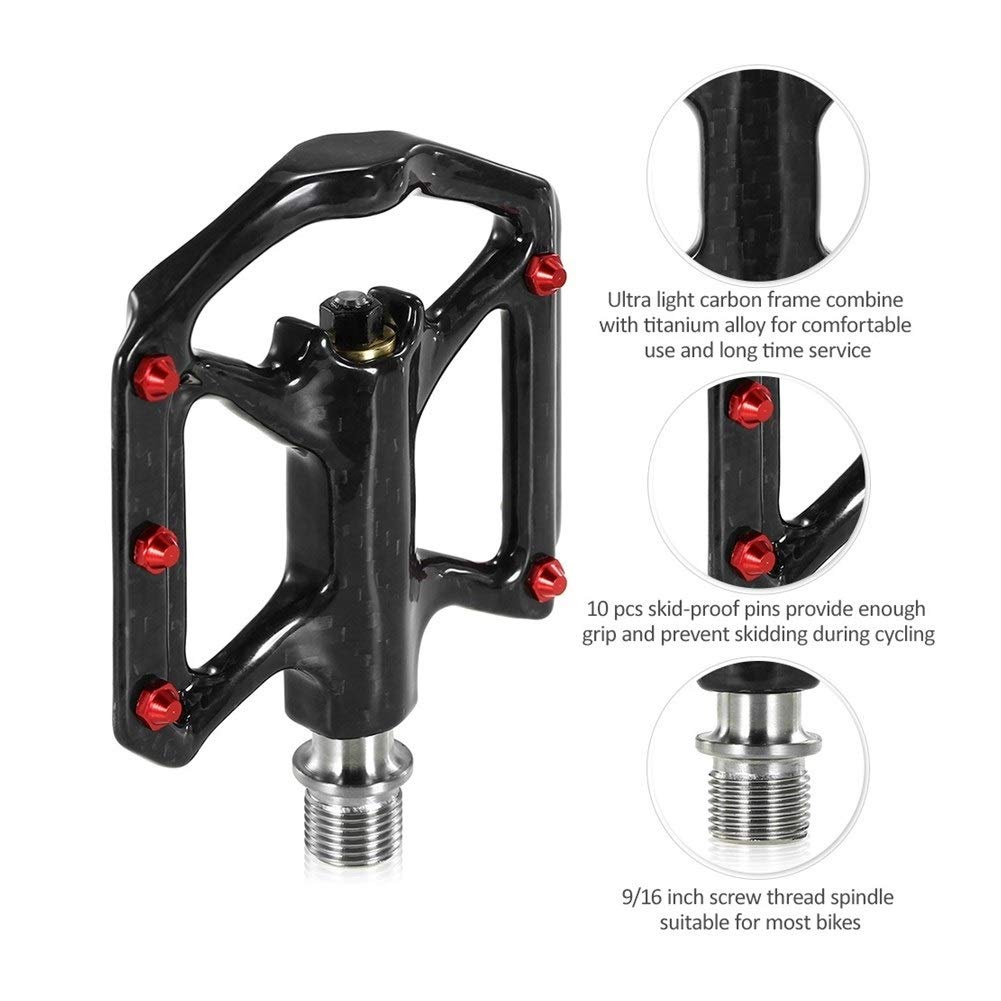 Ultra light carbon frame combine
with titanium alloy for comfortable
use and long time service
10 pcs skid-proof pins provide enough
grip and prevent skidding during cycling
9/16 inch screw thread spindle
suitable for most bikes